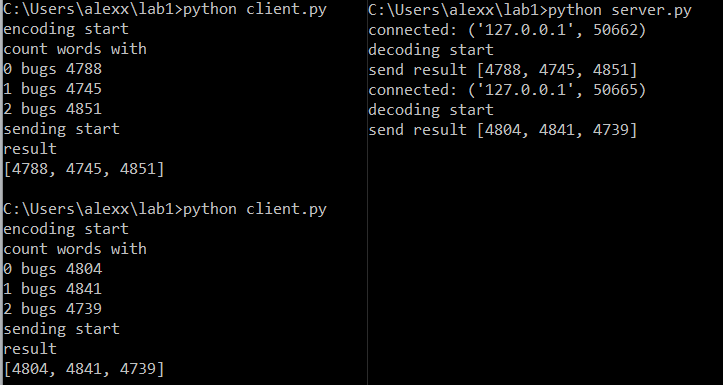 C:\Users\alexx\lab1>python client.py
encoding start
count words with
0 bugs 4788
1 bugs 4745
2 bugs 4851
sending start
result
[4788, 4745, 4851]
C:\Users\alexx\lab1>python client.py
encoding start
count words with
0 bugs 4804
1 bugs 4841
2 bugs 4739
sending start
result
[4804, 4841, 4739]
C:\Users\alexx\lab1>python server.py
connected: ('127.0.0.1', 50662)
decoding start
send result [4788, 4745, 4851]
connected: ('127.0.0.1', 50665)
decoding start
send result [4804, 4841, 4739]